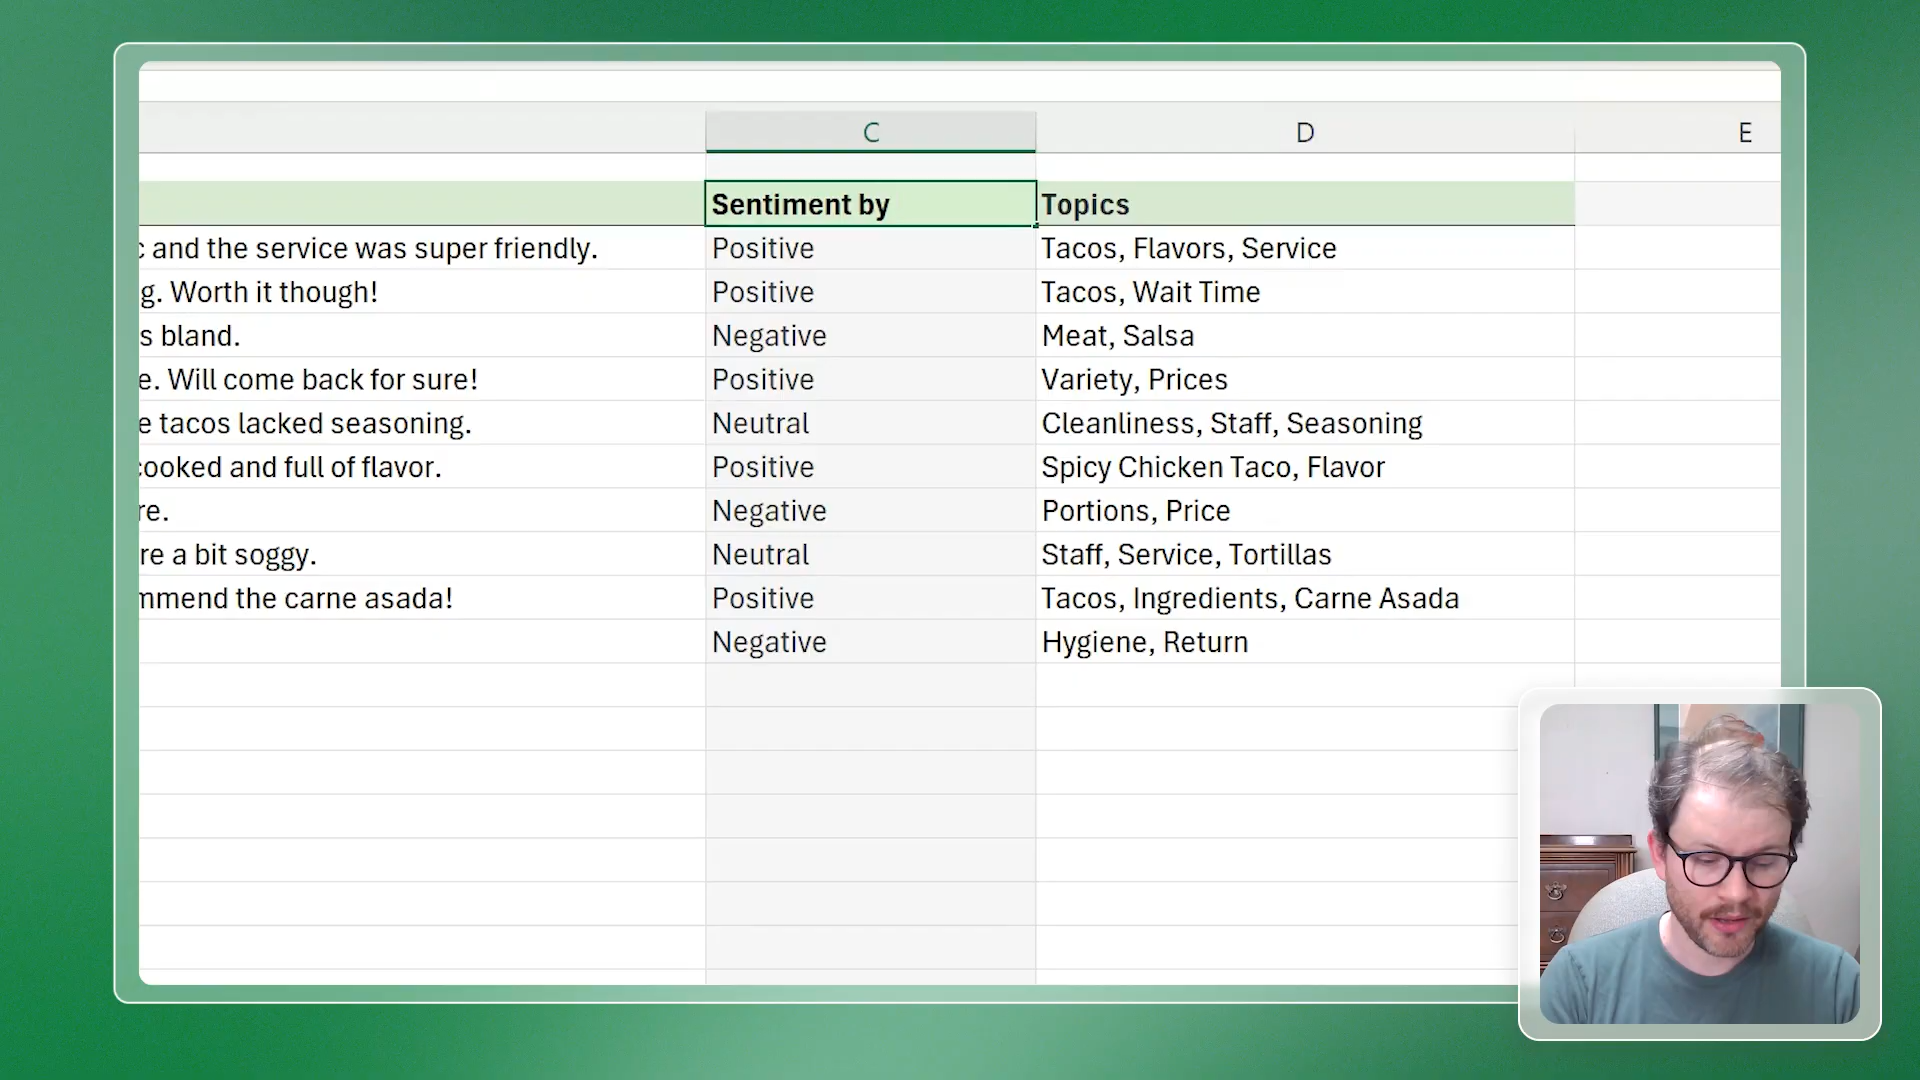 C D E
Sentiment by Topics
and the service was super friendly. Positive Tacos, Flavors, Service
g. Worth it though! Positive Tacos, Wait Time
s bland. Negative Meat, Salsa
e. Will come back for sure! Positive Variety, Prices
e tacos lacked seasoning. Neutral Cleanliness, Staff, Seasoning
cooked and full of flavor. Positive Spicy Chicken Taco, Flavor
re. Negative Portions, Price
re a bit soggy. Neutral Staff, Service, Tortillas
mmend the carne asada! Positive Tacos, Ingredients, Carne Asada
Negative Hygiene, Return